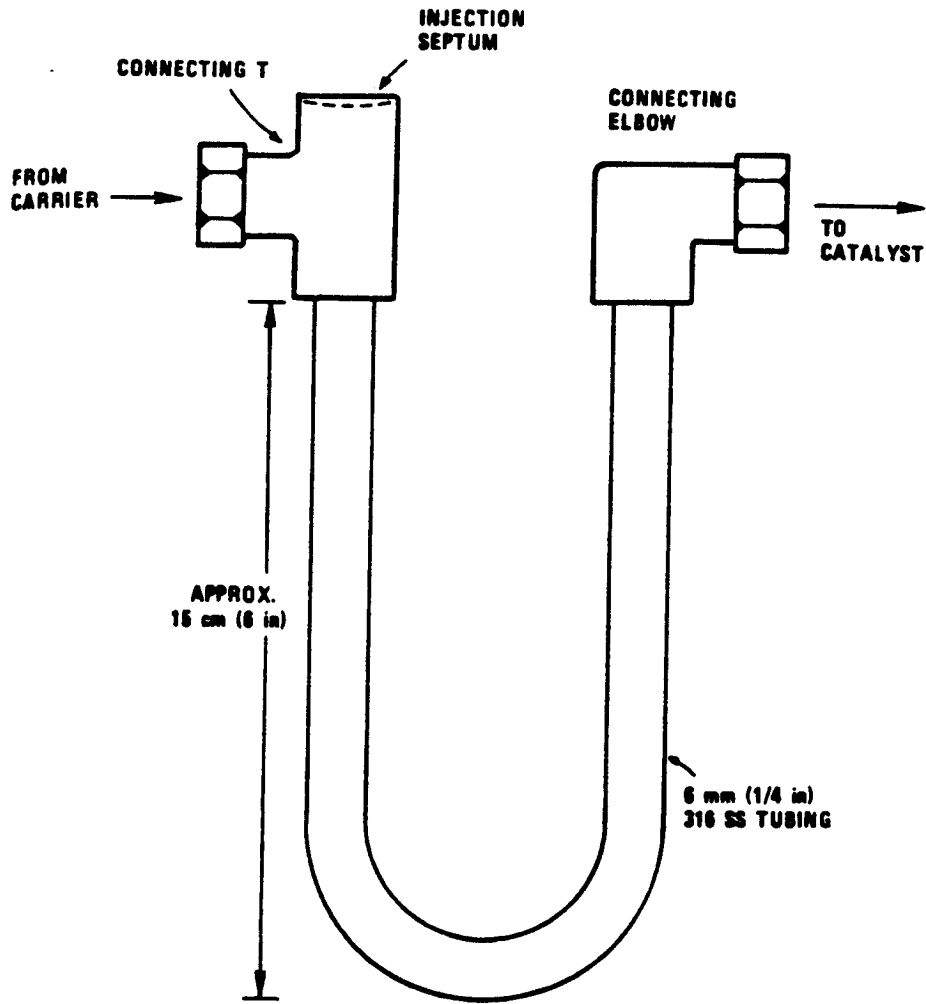 INJECTION
SEPTUM
CONNECTING T
CONNECTING
ELBOW
FROM
CARRIER
TO
CATALYST
APPROX.
15 cm (6 in)
6 mm (1/4 in)
316 SS TUBING